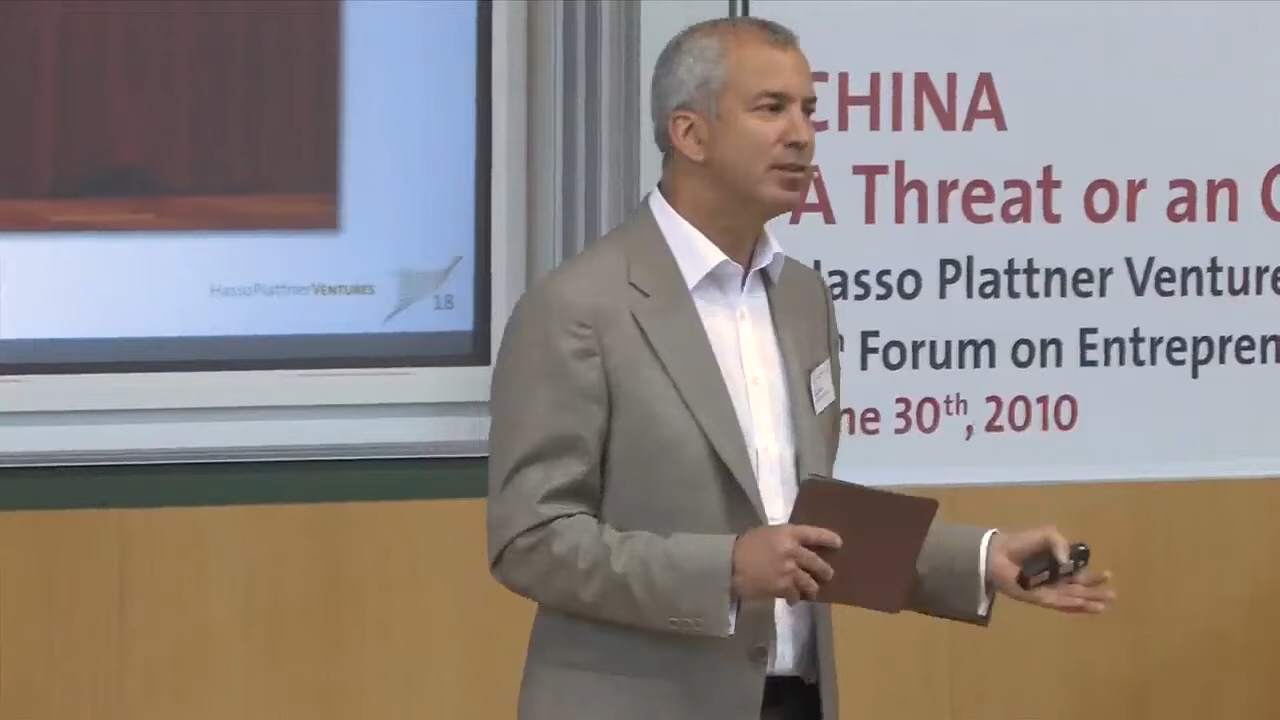 HassoPlattnerVENTURES
18
CHINA
A Threat or an
Hasso Plattner Venture
Forum on Entrepren
ne 30th, 2010